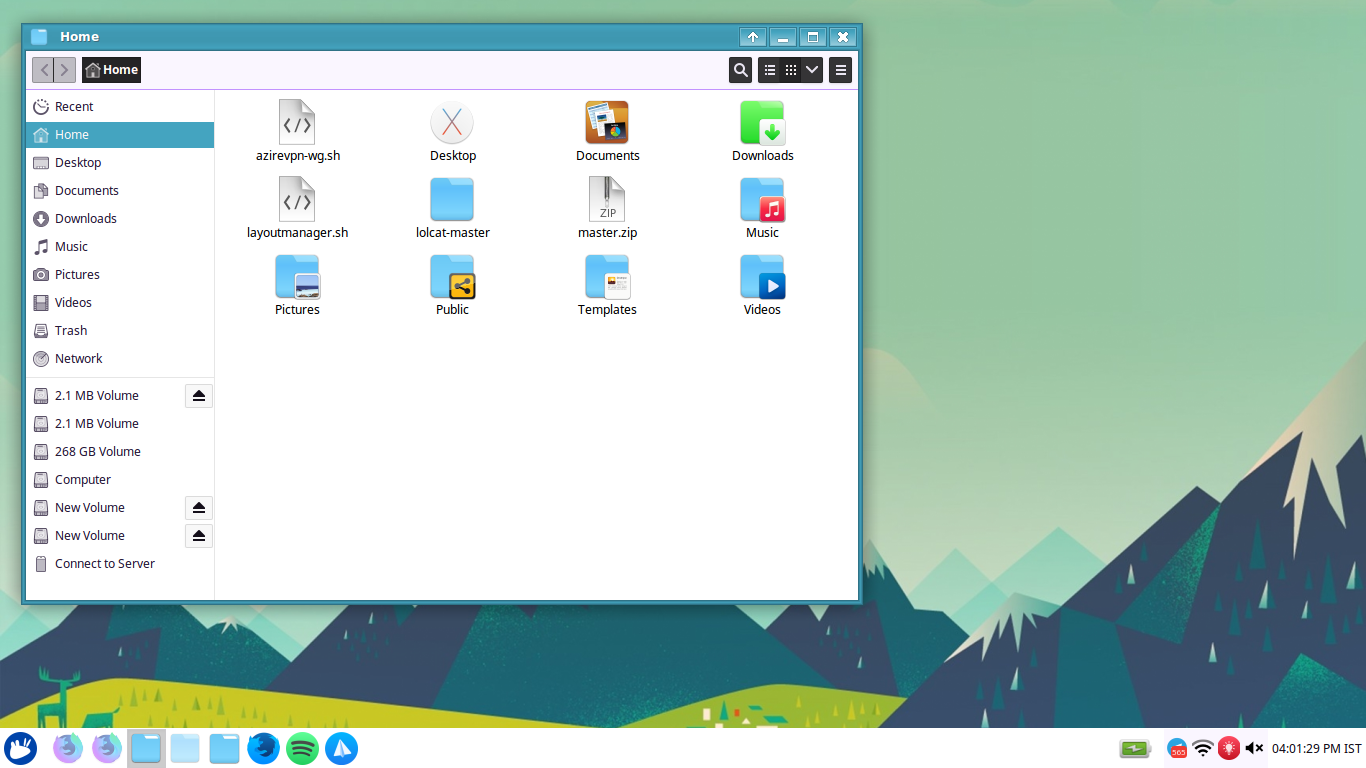 Home
Home
Recent
Home
Desktop
Documents
Downloads
Music
Pictures
Videos
Trash
Network
2.1 MB Volume
2.1 MB Volume
268 GB Volume
Computer
New Volume
New Volume
Connect to Server
azirevpn-wg.sh
Desktop
Documents
Downloads
layoutmanager.sh
lolcat-master
ZIP
master.zip
Music
Pictures
Public
Templates
Videos
565
04:01:29 PM IST